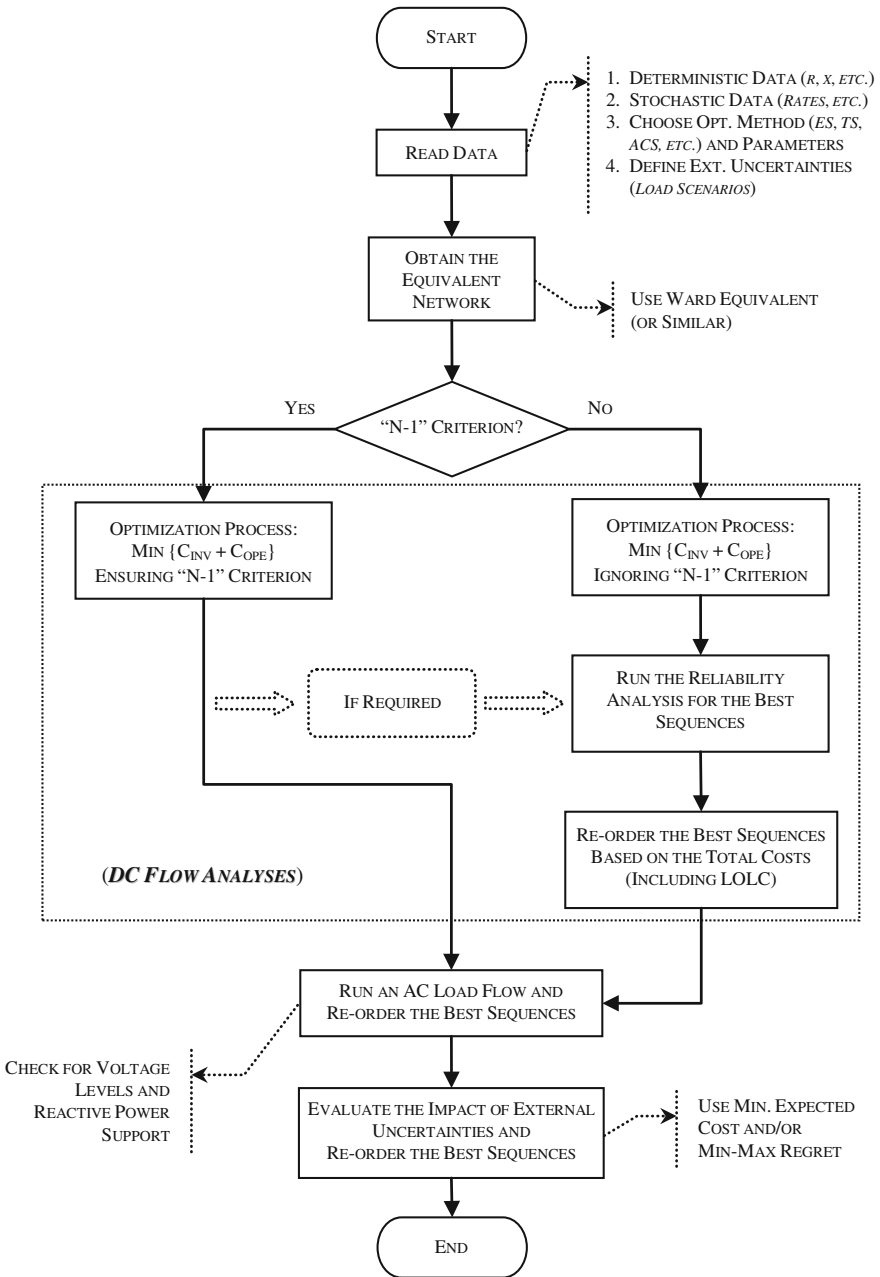 START
READ DATA
1. DETERMINISTIC DATA (R, X, ETC.)
2. STOCHASTIC DATA (RATES, ETC.)
3. CHOOSE OPT. METHOD (ES, TS,
ACS, ETC.) AND PARAMETERS
4. DEFINE EXT. UNCERTAINTIES
(LOAD SCENARIOS)
OBTAIN THE
EQUIVALENT
NETWORK
USE WARD EQUIVALENT
(OR SIMILAR)
YES
“N-1” CRITERION?
NO
OPTIMIZATION PROCESS:
MIN {CINV + COPE}
ENSURING “N-1” CRITERION
OPTIMIZATION PROCESS:
MIN {CINV + COPE}
IGNORING “N-1” CRITERION
IF REQUIRED
RUN THE RELIABILITY
ANALYSIS FOR THE BEST
SEQUENCES
RE-ORDER THE BEST SEQUENCES
BASED ON THE TOTAL COSTS
(INCLUDING LOLC)
(DC FLOW ANALYSES)
RUN AN AC LOAD FLOW AND
RE-ORDER THE BEST SEQUENCES
CHECK FOR VOLTAGE
LEVELS AND
REACTIVE POWER
SUPPORT
EVALUATE THE IMPACT OF EXTERNAL
UNCERTAINTIES AND
RE-ORDER THE BEST SEQUENCES
USE MIN. EXPECTED
COST AND/OR
MIN-MAX REGRET
END